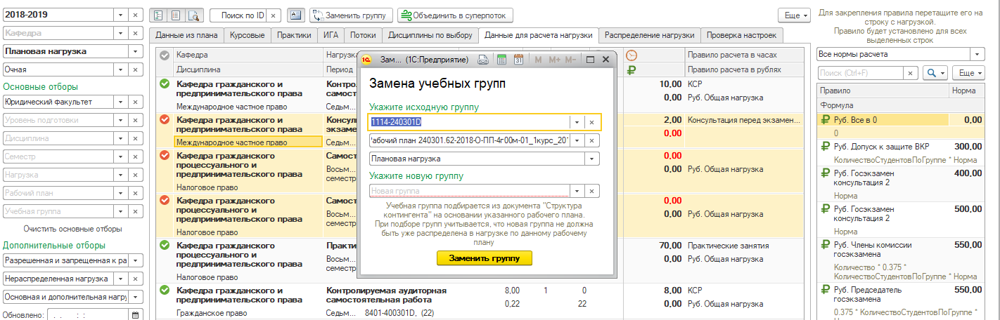 2018-2019
Кафедра
Плановая нагрузка
Очная
Основные отборы
Юридический факультет
Уровень подготовки
Дисциплина
Семестр
Нагрузка
Рабочий план
Учебная группа
Очистить основные отборы
Дополнительные отборы
Разрешенная и запрещенная к ра
Нераспределенная нагрузка
Основная и дополнительная нагру
Обновлено: . . : :
Поиск по ID
Заменить группу
Объединить в суперпоток
Еще
Данные из плана
Курсовые
Практики
ИГА
Потоки
Дисциплины по выбору
Данные для расчета нагрузки
Распределение нагрузки
Проверка настроек
Кафедра
Нагрузка
Правило расчета в часах
Дисциплина
Период
Правило расчета в рублях
Кафедра гражданского и
предпринимательского права
Международное частное право
Контро
самост
Седьм...
10,00 КСР
0,00 Руб. Общая нагрузка
Кафедра гражданского и
предпринимательского права
Международное частное право
Консул
экзаме
Седьм...
2,00 Консультация перед экзамен...
0,00
Кафедра гражданского
процессуального и
предпринимательского права
Налоговое право
Самост
Восьм...
семестр
0,00
0,00 Руб. Общая нагрузка
Кафедра гражданского
процессуального и
предпринимательского права
Налоговое право
Самост
Восьм...
семестр
0,00
0,00 Руб. Общая нагрузка
Кафедра гражданского
процессуального и
предпринимательского права
Налоговое право
Практи
Восьм...
семестр
70,00 Практические занятия
0,00 Руб. Общая нагрузка
Кафедра гражданского и
предпринимательского права
Гражданское право
Контролируемая аудиторная
самостоятельная работа
Седьм... 8401-400301D, (22)
8,00 1 0
0,22 22
8,00 КСР
0,00 Руб. Общая нагрузка
Зам... (1С:Предприятие)
M M+ M-
Замена учебных групп
Укажите исходную группу
1114-240301D
абочий план 240301.62-2018-О-ПП-4г00м-01_1курс_20
Плановая нагрузка
Укажите новую группу
Новая группа
Учебная группа подбирается из документа "Структура
контингента" на основании указанного рабочего плана.
При подборе групп учитывается, что новая группа не должна
быть уже распределена в нагрузке по данному рабочему
плану
Заменить группу
Для закрепления правила перетащите его на
строку с нагрузкой.
Правило будет установлено для всех
выделенных строк
Все нормы расчета
Поиск (Ctrl+F)
Еще
Правило Норма
Формула
Руб. Все в 0 0,00
0
Руб. Допуск к защите ВКР 300,00
КоличествоСтудентовПоГруппе * Норма
Руб. Госэкзамен 400,00
консультация 2
Норма
Руб. Госэкзамен 500,00
консультация 2
Норма
Руб. Члены комиссии 550,00
госэкзамена
Количество * 0.375 *
КоличествоСтудентовПоГруппе * Норма
Руб. Председатель 550,00
госэкзамена
0.375 * КоличествоСтудентовПоГруппе *